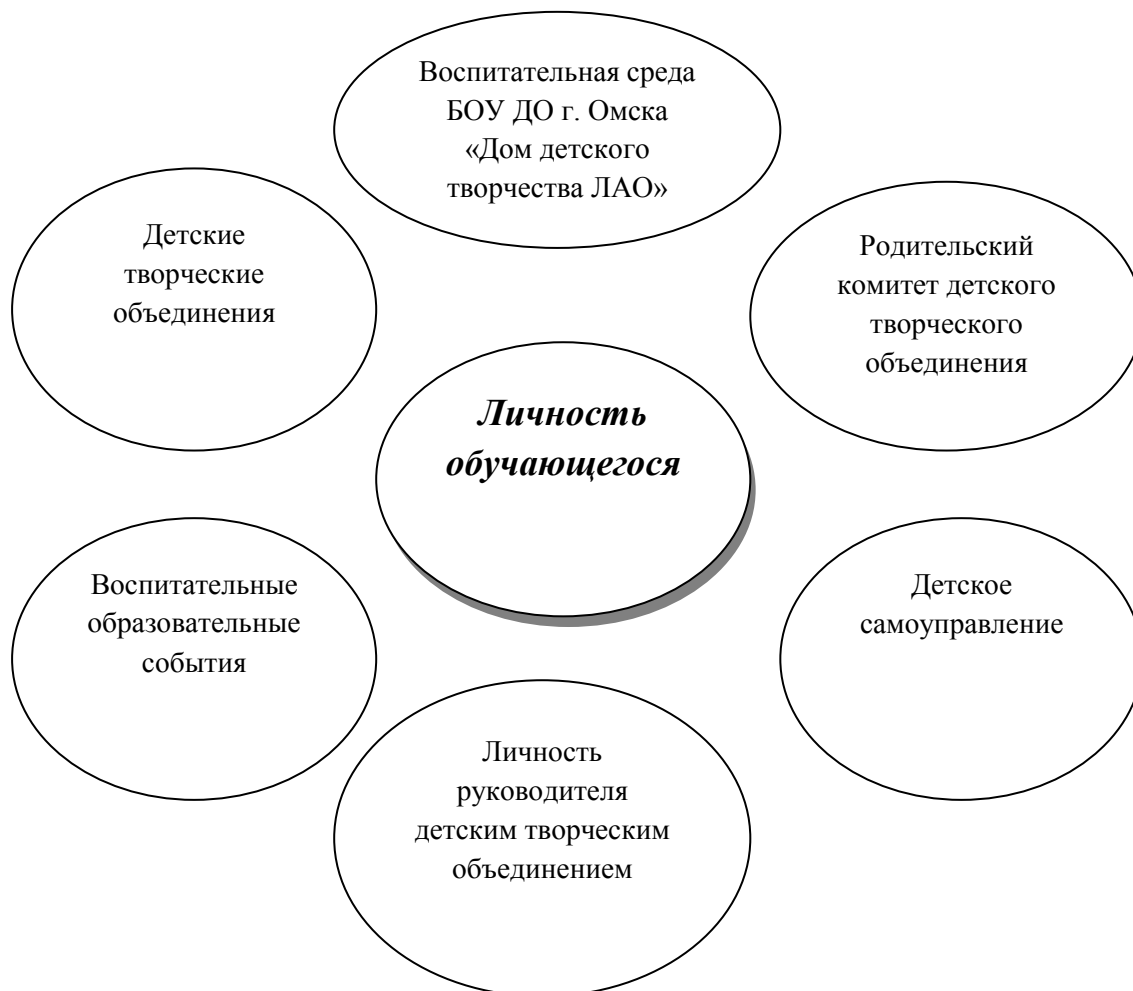 Воспитательная среда
БОУ ДО г. Омска
«Дом детского
творчества ЛАО»
Детские
творческие
объединения
Родительский
комитет детского
творческого
объединения
Личность
обучающегося
Воспитательные
образовательные
события
Детское
самоуправление
Личность
руководителя
детским творческим
объединением